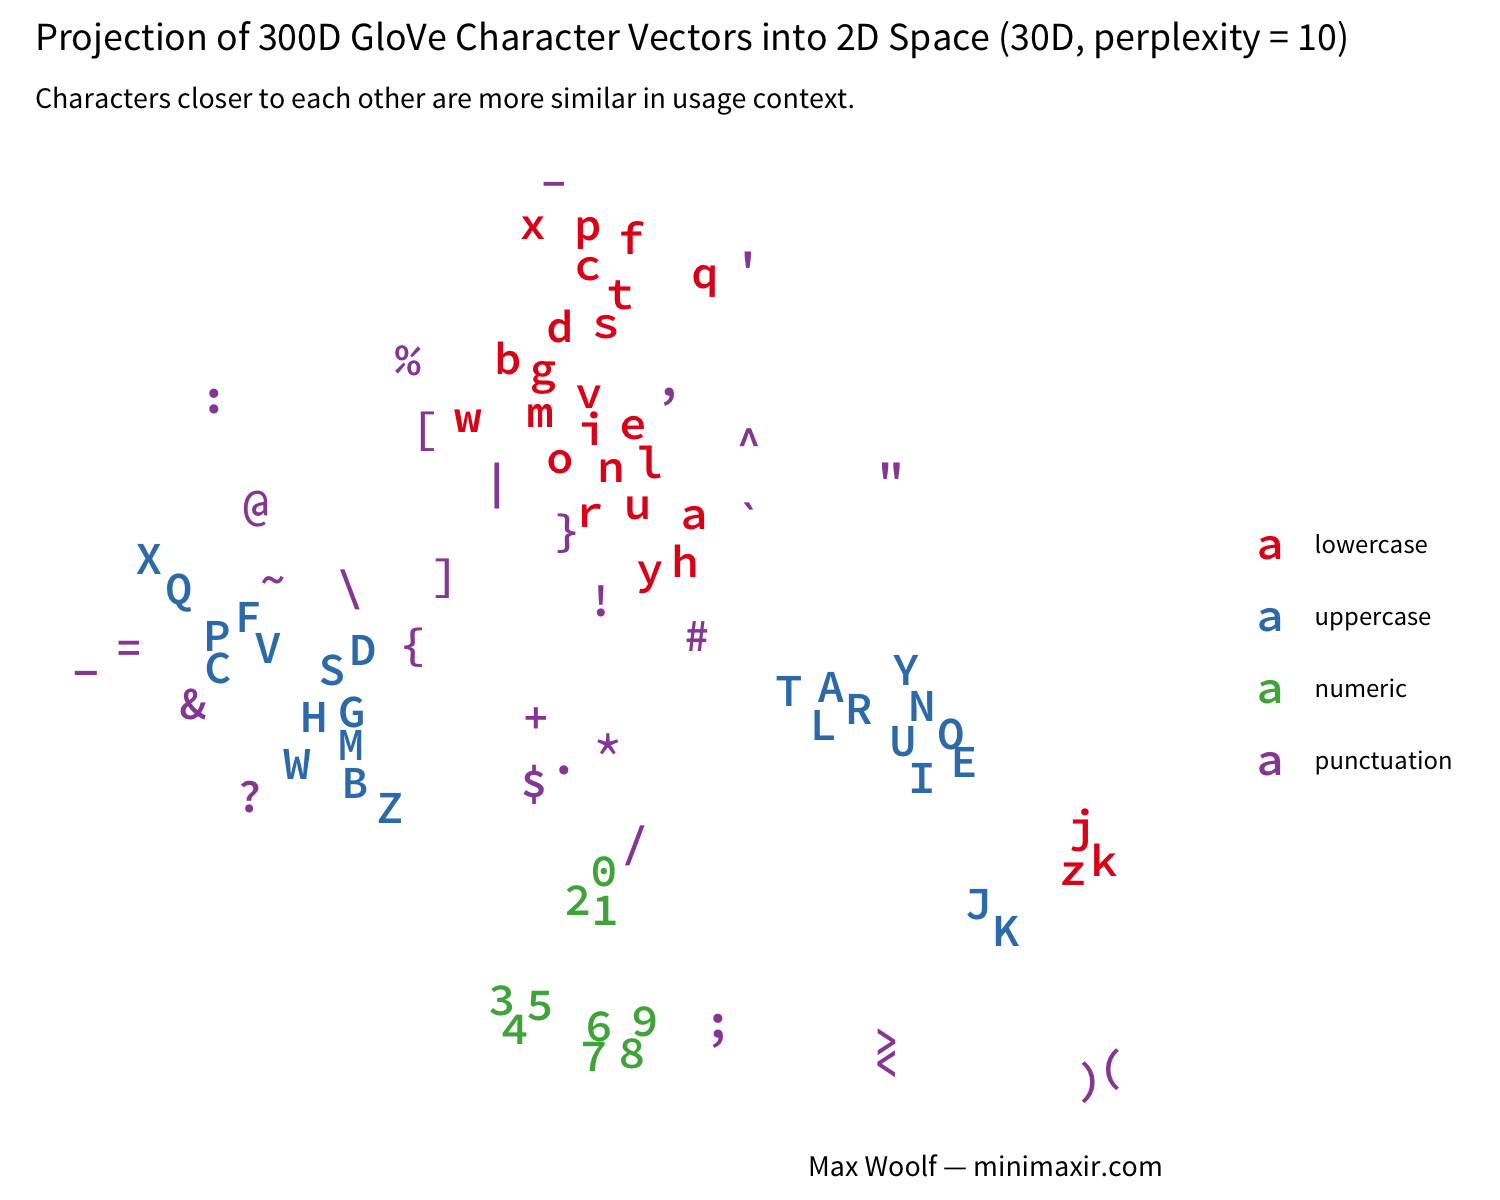 Projection of 300D GloVe Character Vectors into 2D Space (30D, perplexity = 10)
Characters closer to each other are more similar in usage context.
–
x p f
c q '
t
d s
% b g
: v ,
[ w m i e ^
o n l "
|
@ } r u a `
X y h
Q ~ \ ] !
F #
= P V S D {
_ C
& H G + T A R Y N
W M * L U O E
? B Z $ . I
/ j
0 z k
2 1 J
K
3 5
4 6 9 ;
7 8 >
<
) (
a lowercase
a uppercase
a numeric
a punctuation
Max Woolf — minimaxir.com